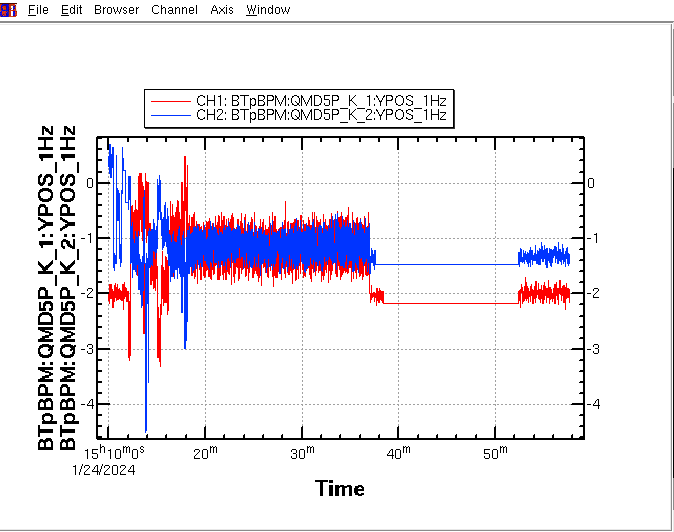 File Edit Browser Channel Axis Window
CH1: BTpBPM:QMD5P_K_1:YPOS_1Hz
CH2: BTpBPM:QMD5P_K_2:YPOS_1Hz
BTpBPM:QMD5P_K_1:YPOS_1Hz
BTpBPM:QMD5P_K_2:YPOS_1Hz
0 0
-1 -1
-2 -2
-3 -3
-4 -4
15h10m0s 20m 30m 40m 50m
1/24/2024
Time